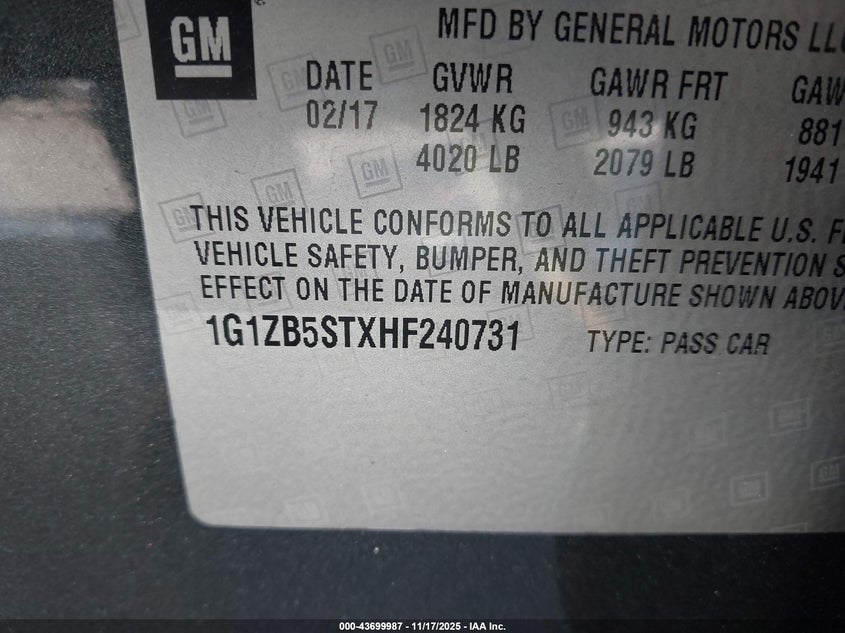 GM
MFD BY GENERAL MOTORS LLC
DATE GVWR GAWR FRT GAW
02/17 1824 KG 943 KG 881
4020 LB 2079 LB 1941
THIS VEHICLE CONFORMS TO ALL APPLICABLE U.S. F
VEHICLE SAFETY, BUMPER, AND THEFT PREVENTION S
EFFECT ON THE DATE OF MANUFACTURE SHOWN ABOV
1G1ZB5STXHF240731 TYPE: PASS CAR
000-43699987 - 11/17/2025 - IAA Inc.